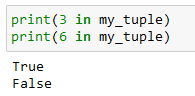 print(3 in my_tuple)
print(6 in my_tuple)
True
False